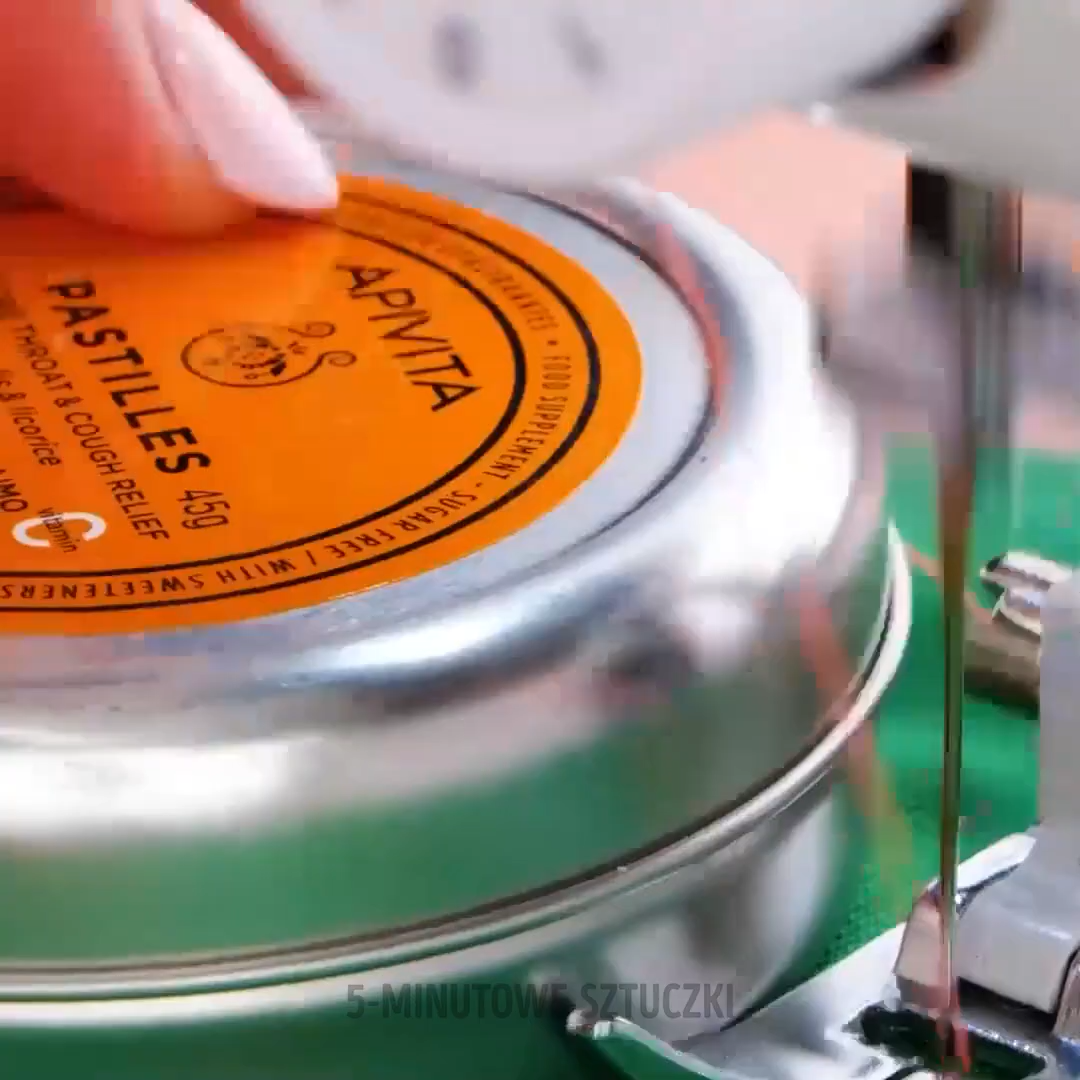 APIVITA
PASTILLES 45g
THROAT & COUGH RELIEF
& licorice
vitamin
C
• FOOD SUPPLEMENT - SUGAR FREE / WITH SWEETENERS
5-MINUTOWE SZTUCZKI